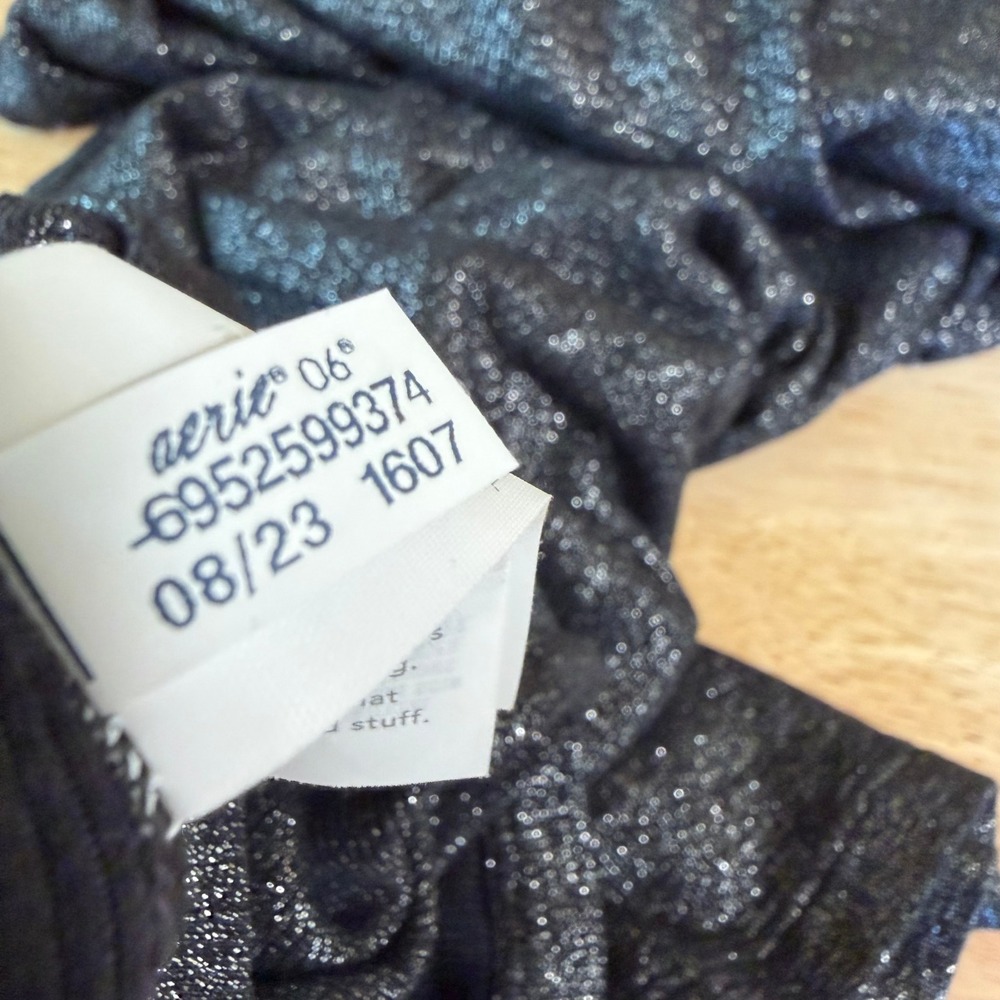 aerie® 06®
-6952599374
08/23 1607
g.
stuff.